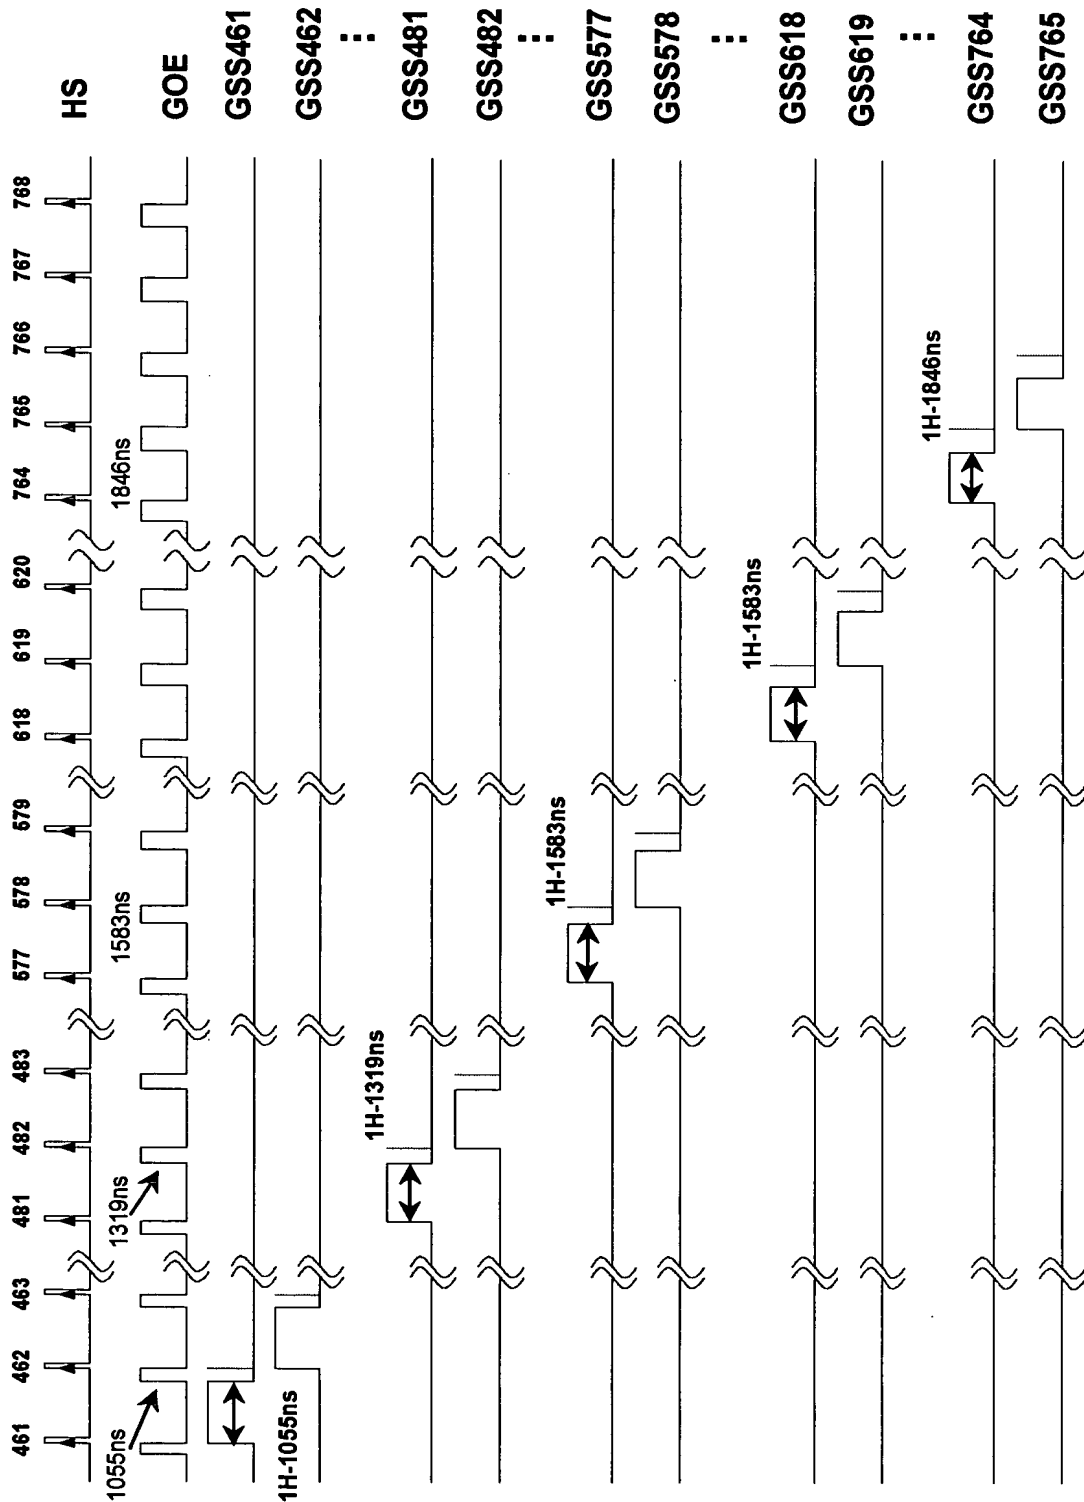 461 462 463 481 482 483 577 578 579 618 619 620 764 765 766 767 768 HS
1055ns 1319ns 1583ns 1846ns GOE
GSS461
1H-1055ns GSS462
⋮
1H-1319ns GSS481
GSS482
⋮
1H-1583ns GSS577
GSS578
⋮
1H-1583ns GSS618
GSS619
⋮
1H-1846ns GSS764
GSS765